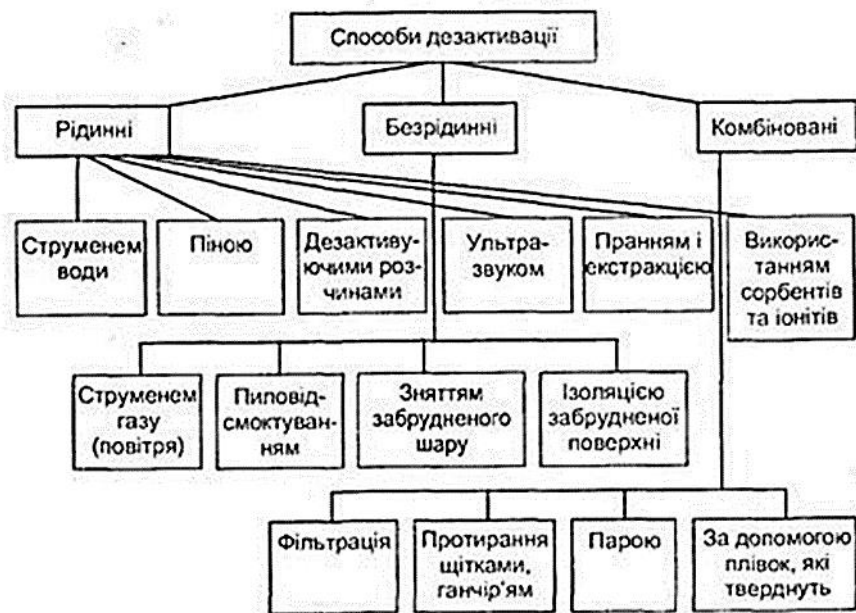 Способи дезактивації
Рідинні
Безрідинні
Комбіновані
Струменем
води
Піною
Дезактиву-
ючими роз-
чинами
Ультра-
звуком
Пранням і
екстракцією
Викорис-
танням
сорбентів
та іонітів
Струменем
газу
(повітря)
Пиловід-
смоктуван-
ням
Зняттям
забрудненого
шару
Ізоляцією
забрудненої
поверхні
Фільтрація
Протирання
щітками,
ганчір'ям
Парою
За допомогою
плівок, які
тверднуть